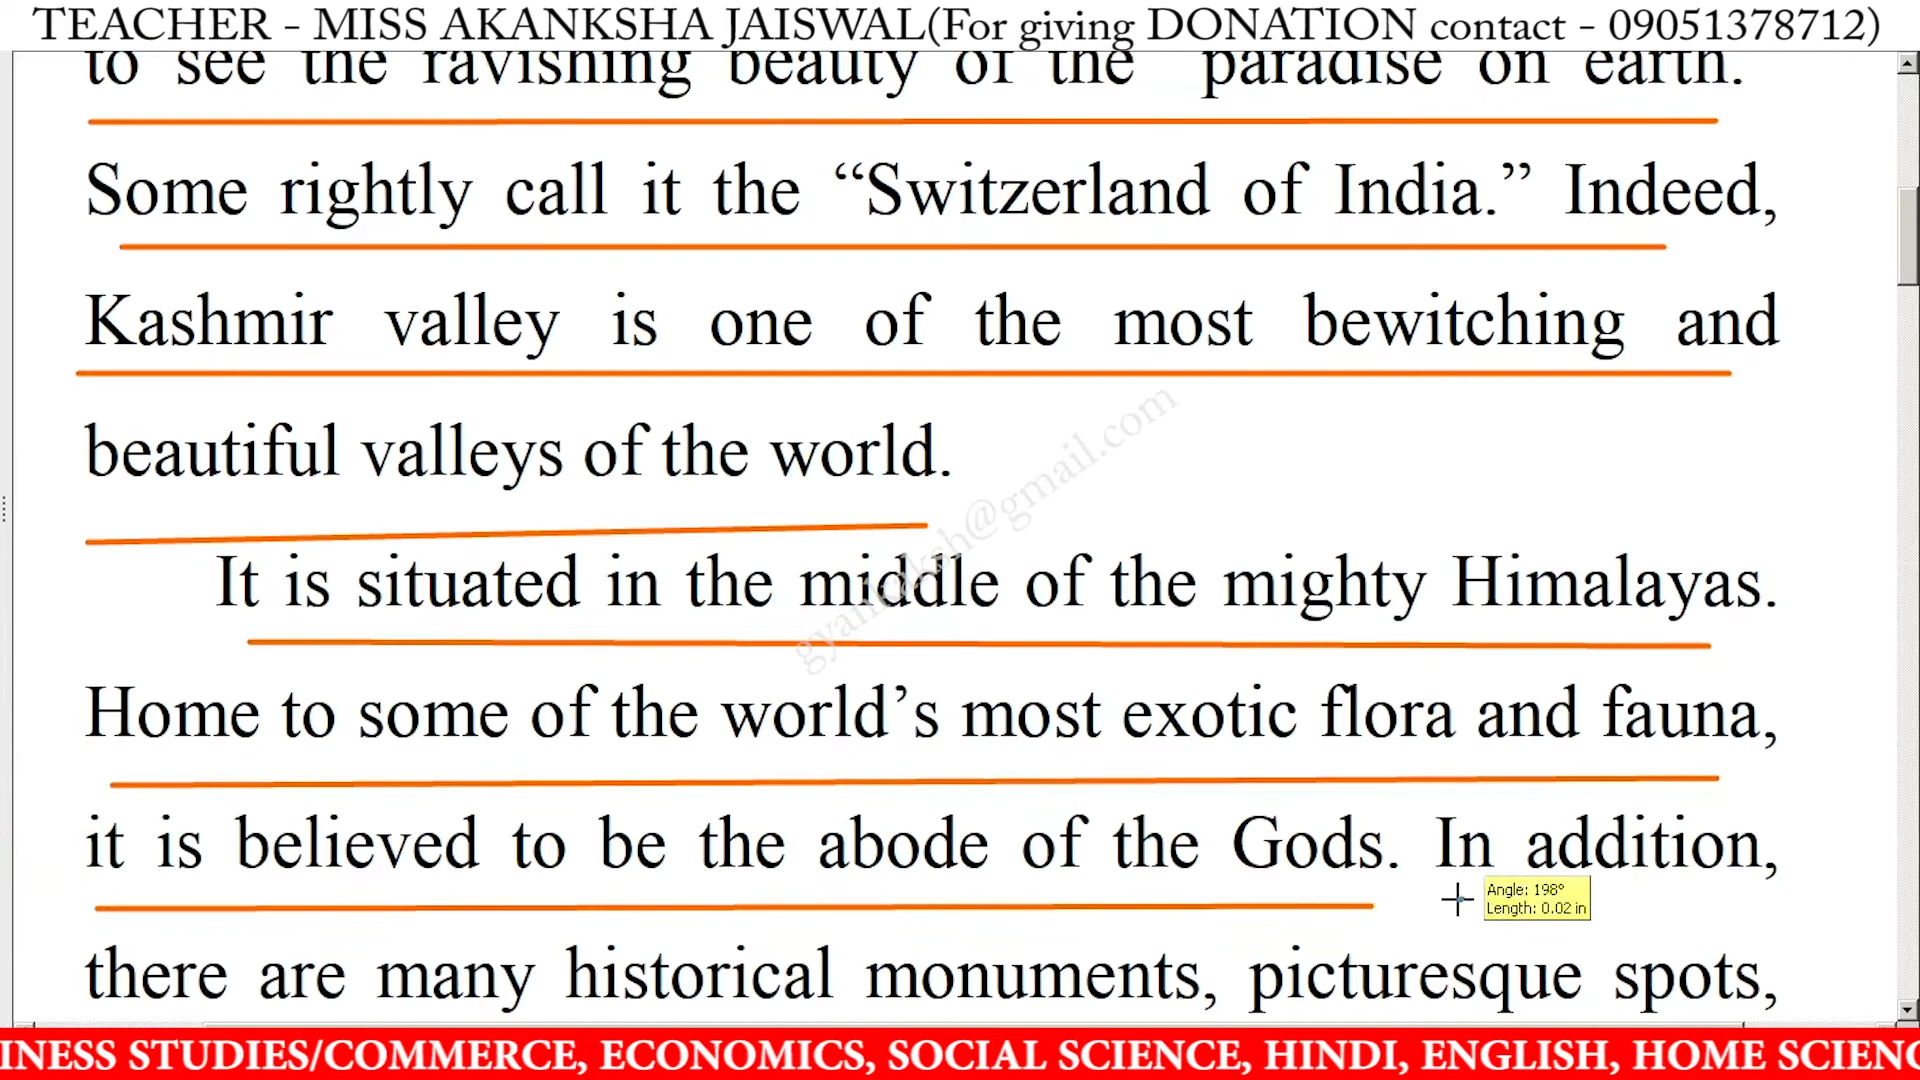 TEACHER - MISS AKANKSHA JAISWAL(For giving DONATION contact - 09051378712)
to see the ravishing beauty of the paradise on earth.
Some rightly call it the “Switzerland of India.” Indeed,
Kashmir valley is one of the most bewitching and
beautiful valleys of the world.
It is situated in the middle of the mighty Himalayas.
Home to some of the world’s most exotic flora and fauna,
it is believed to be the abode of the Gods. In addition,
Angle: 198°
Length: 0.02 in
there are many historical monuments, picturesque spots,
INESS STUDIES/COMMERCE, ECONOMICS, SOCIAL SCIENCE, HINDI, ENGLISH, HOME SCIENC